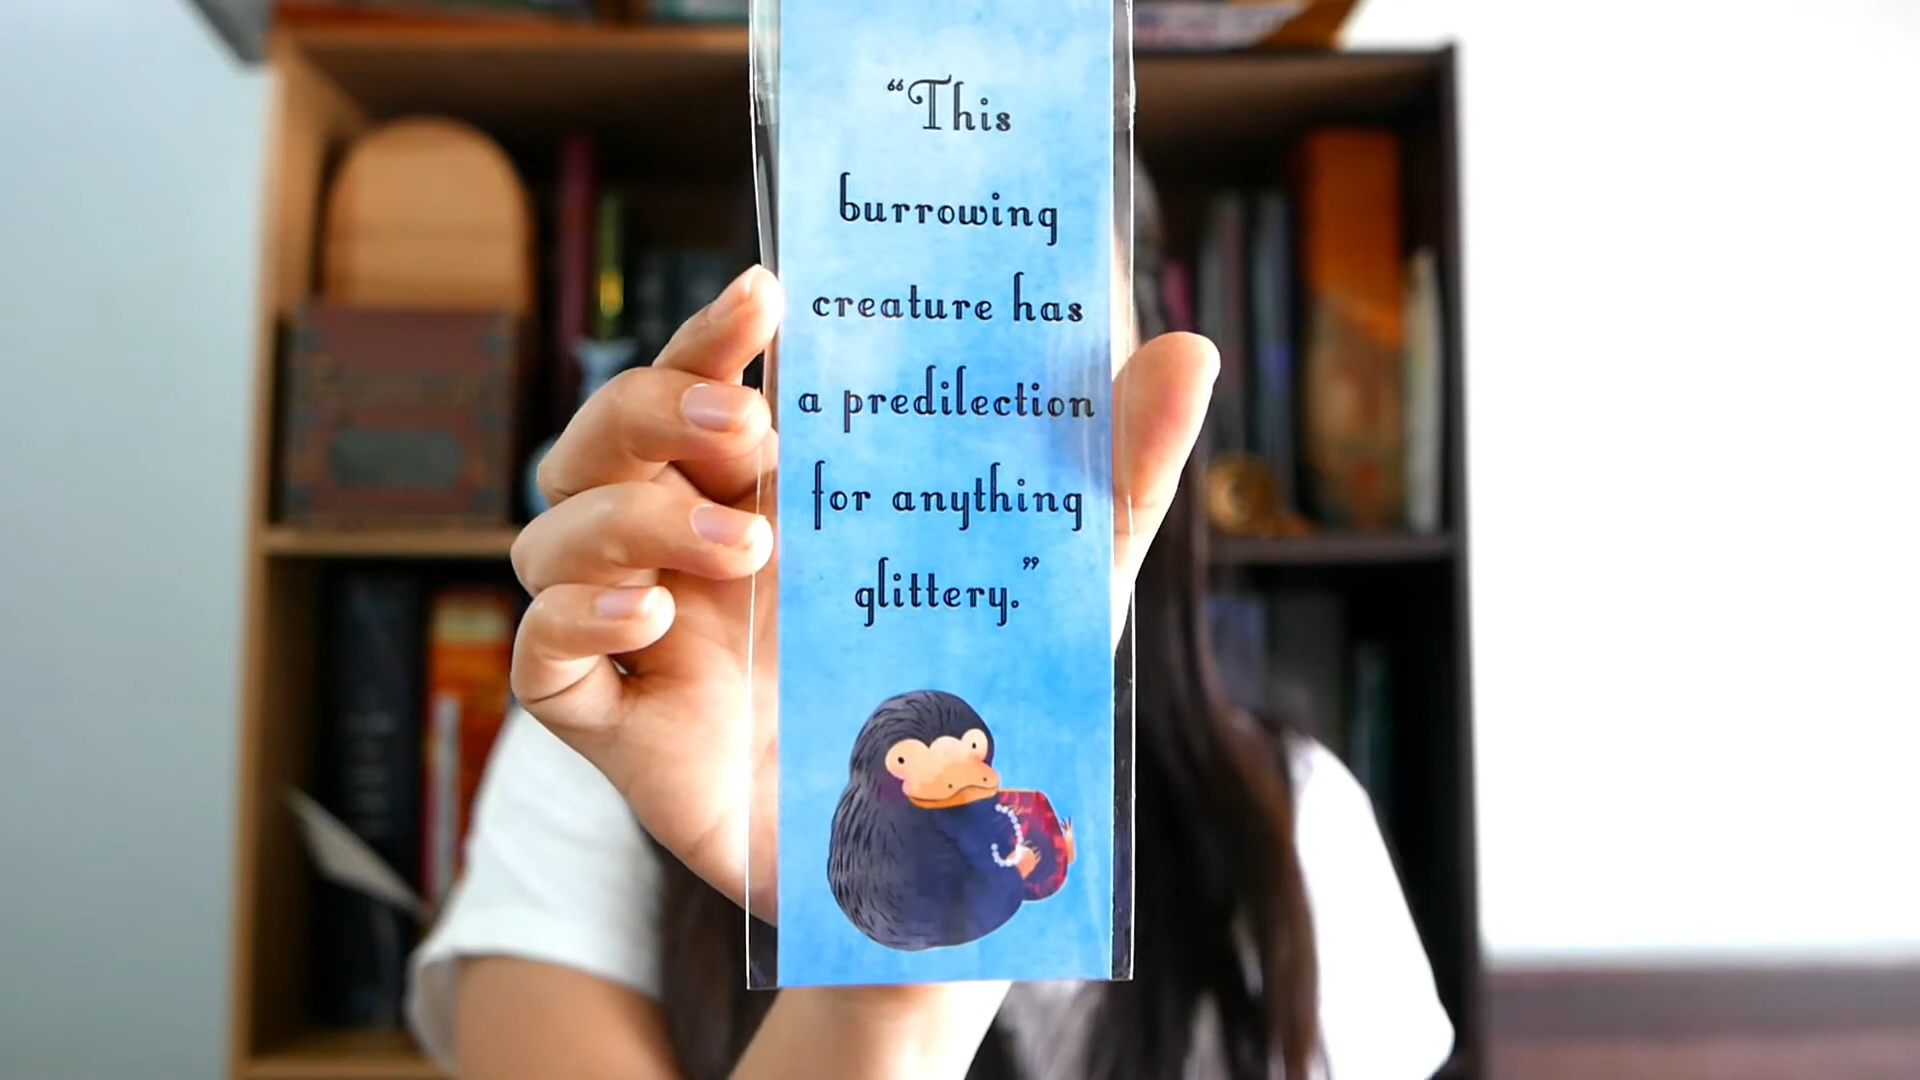 “This
burrowing
creature has
a predilection
for anything
glittery.”